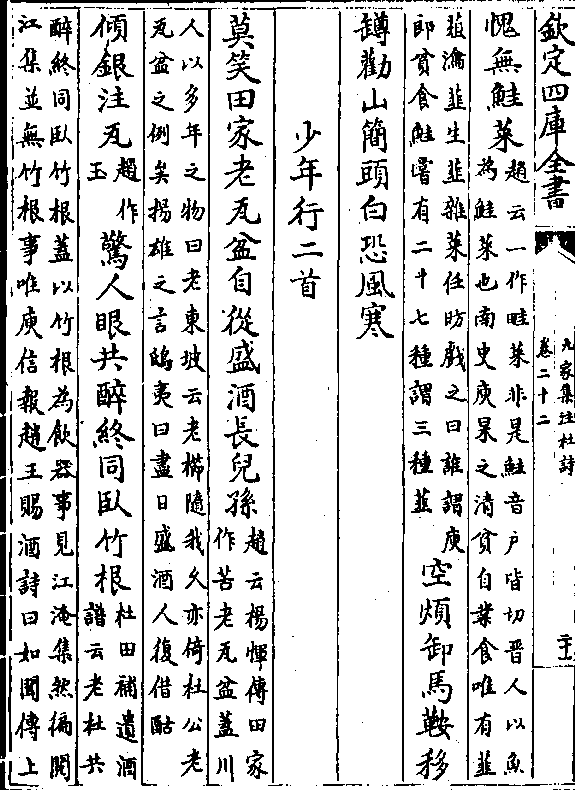 欽定四庫全書
九家集注杜詩
卷二十二
二十一
愧無鮭菜
趙云一作畦菜非是鮭音户皆切晉人以魚
為鮭菜也南史庾杲之清貧自業食唯有韮
葅瀹韮生韮雜菜任昉戲之曰誰謂庾
郎貧食鮭嘗有二十七種謂三種韮
空煩卸馬鞍移
罇勸山簡頭白恐風寒
少年行二首
莫笑田家老瓦盆自從盛酒長兒孫
趙云楊惲傳田家
作苦老瓦盆蓋川
人以多年之物曰老東坡云老櫛隨我久亦倚杜公老
瓦盆之例矣揚雄之言鴟夷曰盡日盛酒人復借酤
傾銀注瓦
趙作
玉
驚人眼共醉終同臥竹根
杜田補遺酒
譜云老杜共
醉終同臥竹根蓋以竹根為飲器事見江淹集然徧閱
江集並無竹根事唯庾信報趙王賜酒詩曰如聞傳上